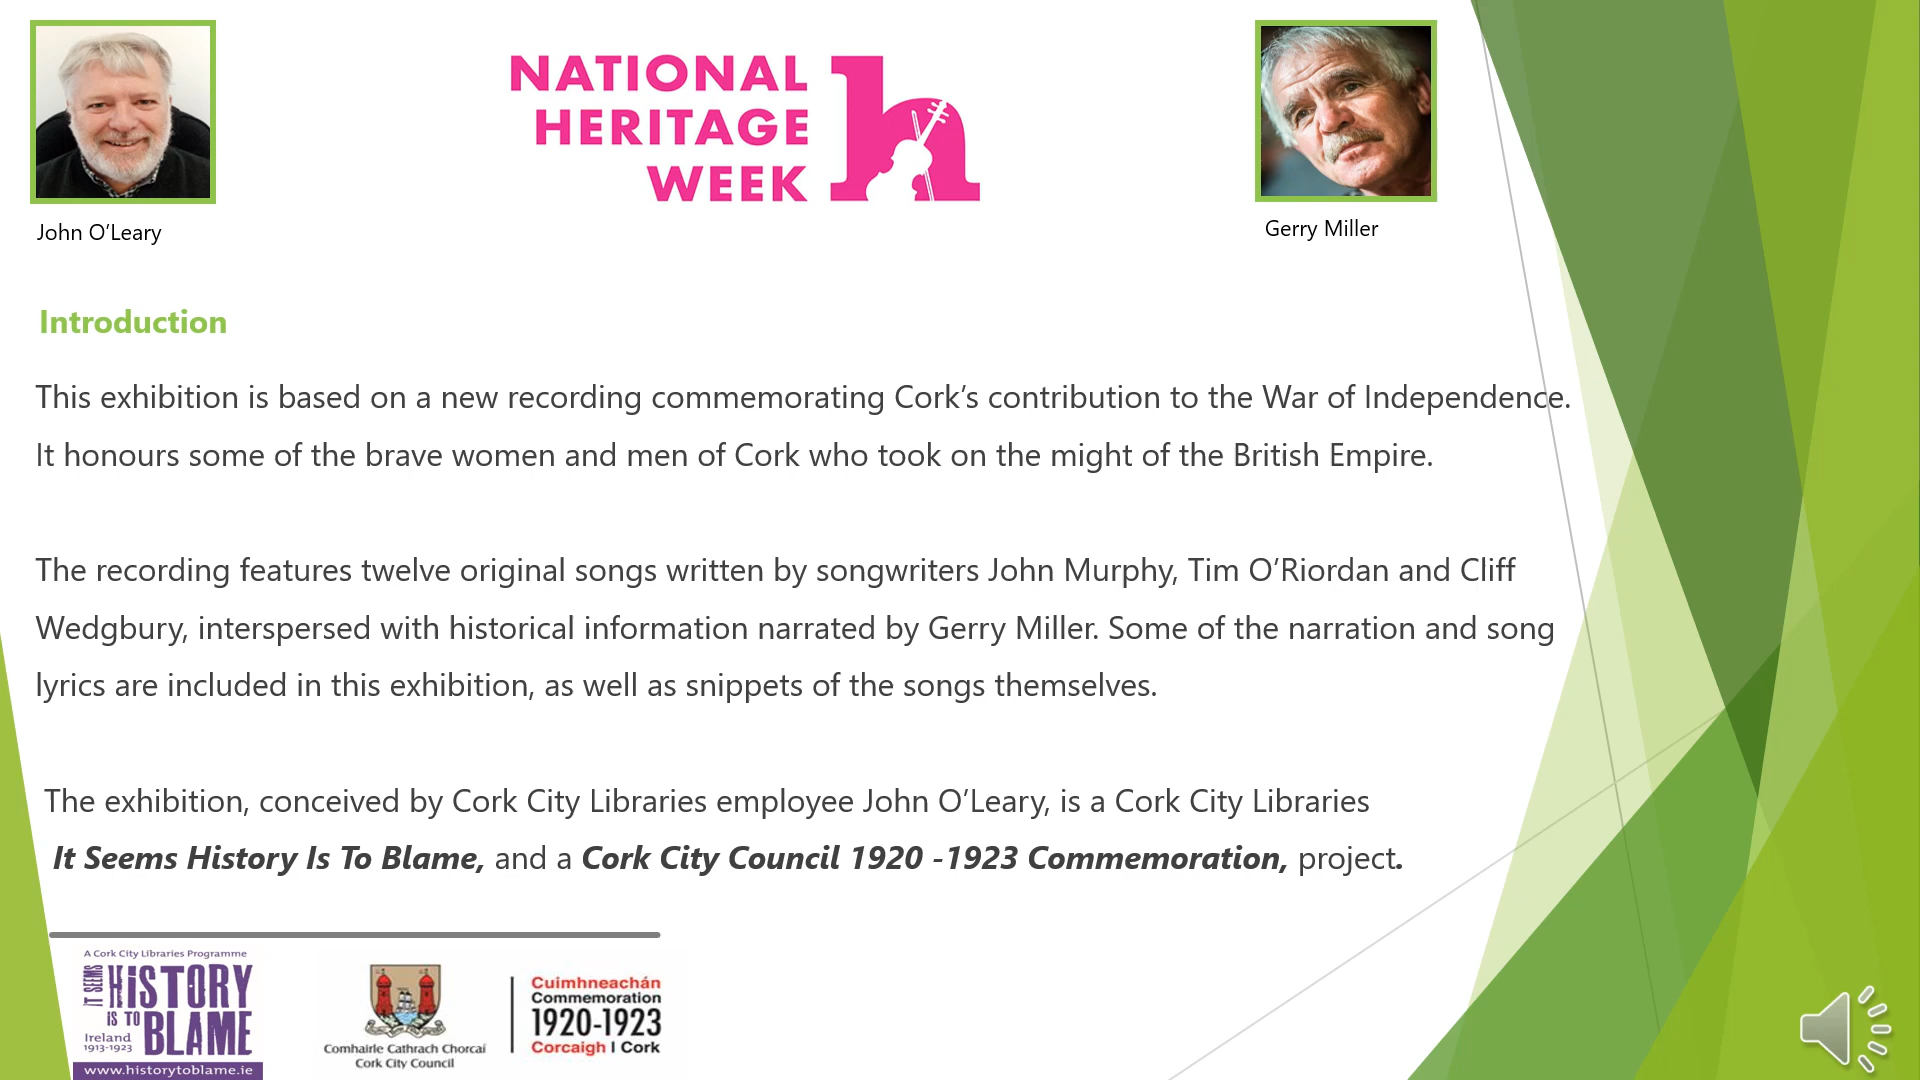 NATIONAL
HERITAGE
WEEK
John O’Leary
Gerry Miller
Introduction
This exhibition is based on a new recording commemorating Cork’s contribution to the War of Independence.
It honours some of the brave women and men of Cork who took on the might of the British Empire.
The recording features twelve original songs written by songwriters John Murphy, Tim O’Riordan and Cliff
Wedgbury, interspersed with historical information narrated by Gerry Miller. Some of the narration and song
lyrics are included in this exhibition, as well as snippets of the songs themselves.
The exhibition, conceived by Cork City Libraries employee John O’Leary, is a Cork City Libraries
It Seems History Is To Blame, and a Cork City Council 1920 -1923 Commemoration, project.
A Cork City Libraries Programme
IT SEEMS
HiSTORY
IS TO
BLAME
Ireland
1913-1923
www.historytoblame.ie
Comhairle Cathrach Chorcaí
Cork City Council
Cuimhneachán
Commemoration
1920-1923
Corcaigh | Cork